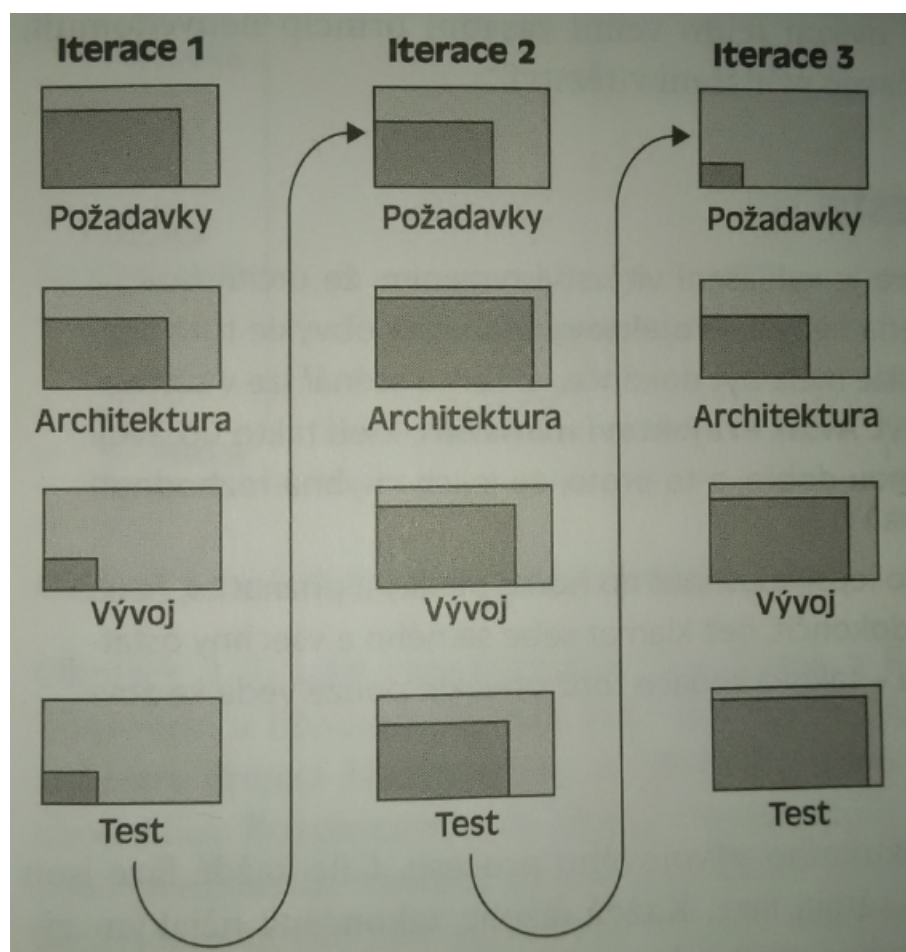 Iterace 1
Požadavky
Architektura
Vývoj
Test
Iterace 2
Požadavky
Architektura
Vývoj
Test
Iterace 3
Požadavky
Architektura
Vývoj
Test